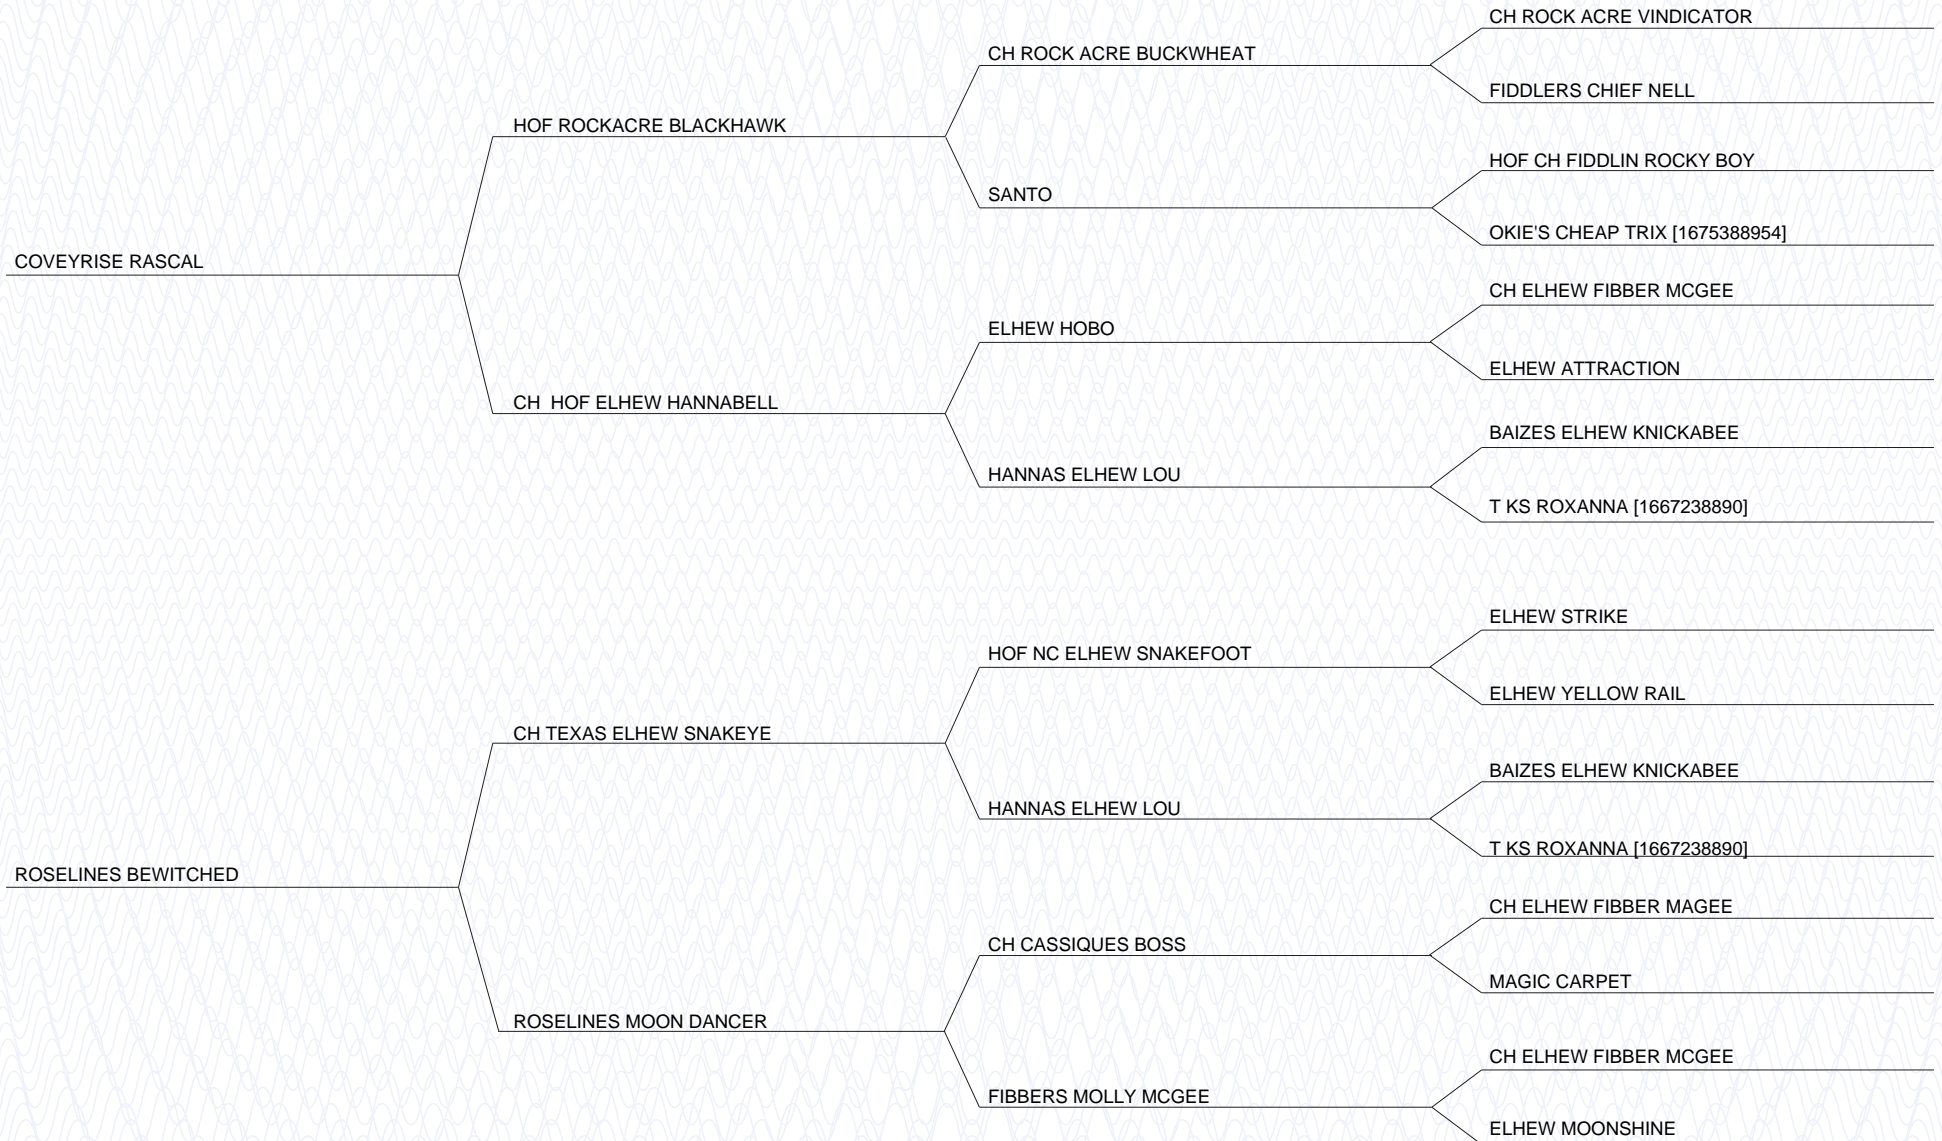 COVEYRISE RASCAL
HOF ROCKACRE BLACKHAWK
CH ROCK ACRE BUCKWHEAT
CH ROCK ACRE VINDICATOR
FIDDLERS CHIEF NELL
SANTO
HOF CH FIDDLIN ROCKY BOY
OKIE'S CHEAP TRIX [1675388954]
CH  HOF ELHEW HANNABELL
ELHEW HOBO
CH ELHEW FIBBER MCGEE
ELHEW ATTRACTION
HANNAS ELHEW LOU
BAIZES ELHEW KNICKABEE
T KS ROXANNA [1667238890]
ROSELINES BEWITCHED
CH TEXAS ELHEW SNAKEYE
HOF NC ELHEW SNAKEFOOT
ELHEW STRIKE
ELHEW YELLOW RAIL
HANNAS ELHEW LOU
BAIZES ELHEW KNICKABEE
T KS ROXANNA [1667238890]
ROSELINES MOON DANCER
CH CASSIQUES BOSS
CH ELHEW FIBBER MAGEE
MAGIC CARPET
FIBBERS MOLLY MCGEE
CH ELHEW FIBBER MCGEE
ELHEW MOONSHINE